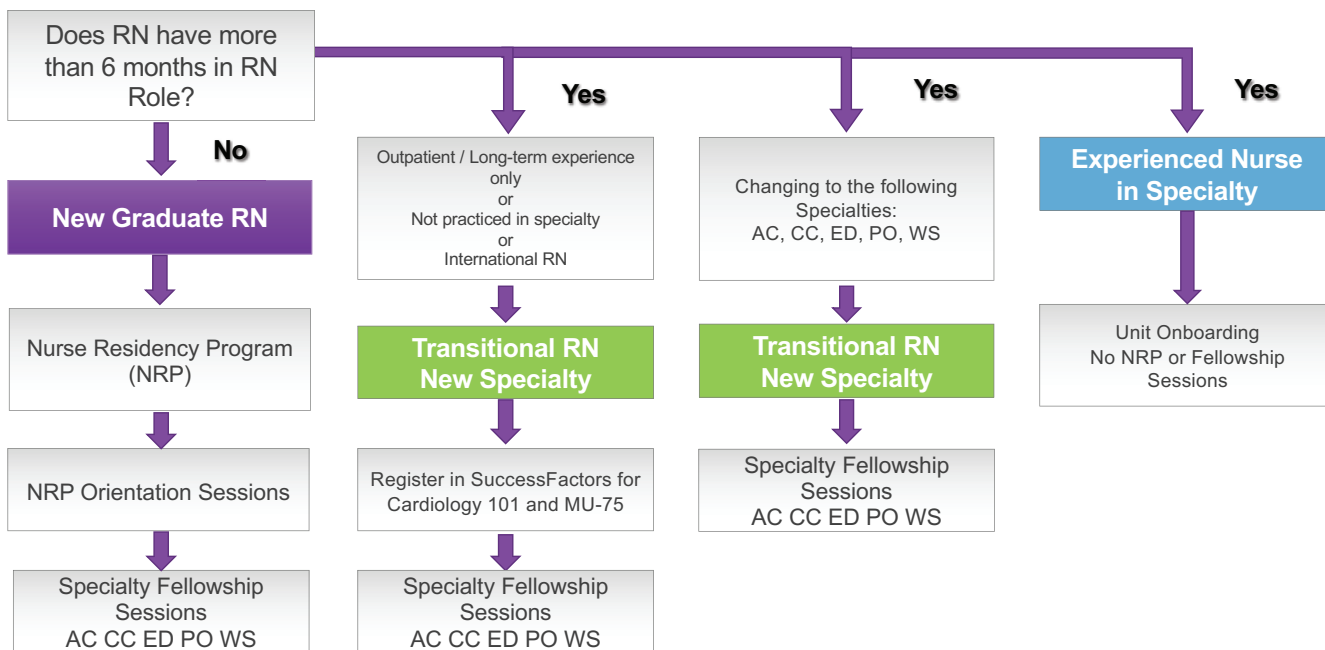 Does RN have more
than 6 months in RN
Role?
No
New Graduate RN
Nurse Residency Program
(NRP)
NRP Orientation Sessions
Specialty Fellowship
Sessions
AC CC ED PO WS
Yes
Outpatient / Long-term experience
only
or
Not practiced in specialty
or
International RN
Transitional RN
New Specialty
Register in SuccessFactors for
Cardiology 101 and MU-75
Specialty Fellowship
Sessions
AC CC ED PO WS
Yes
Changing to the following
Specialties:
AC, CC, ED, PO, WS
Transitional RN
New Specialty
Specialty Fellowship
Sessions
AC CC ED PO WS
Yes
Experienced Nurse
in Specialty
Unit Onboarding
No NRP or Fellowship
Sessions